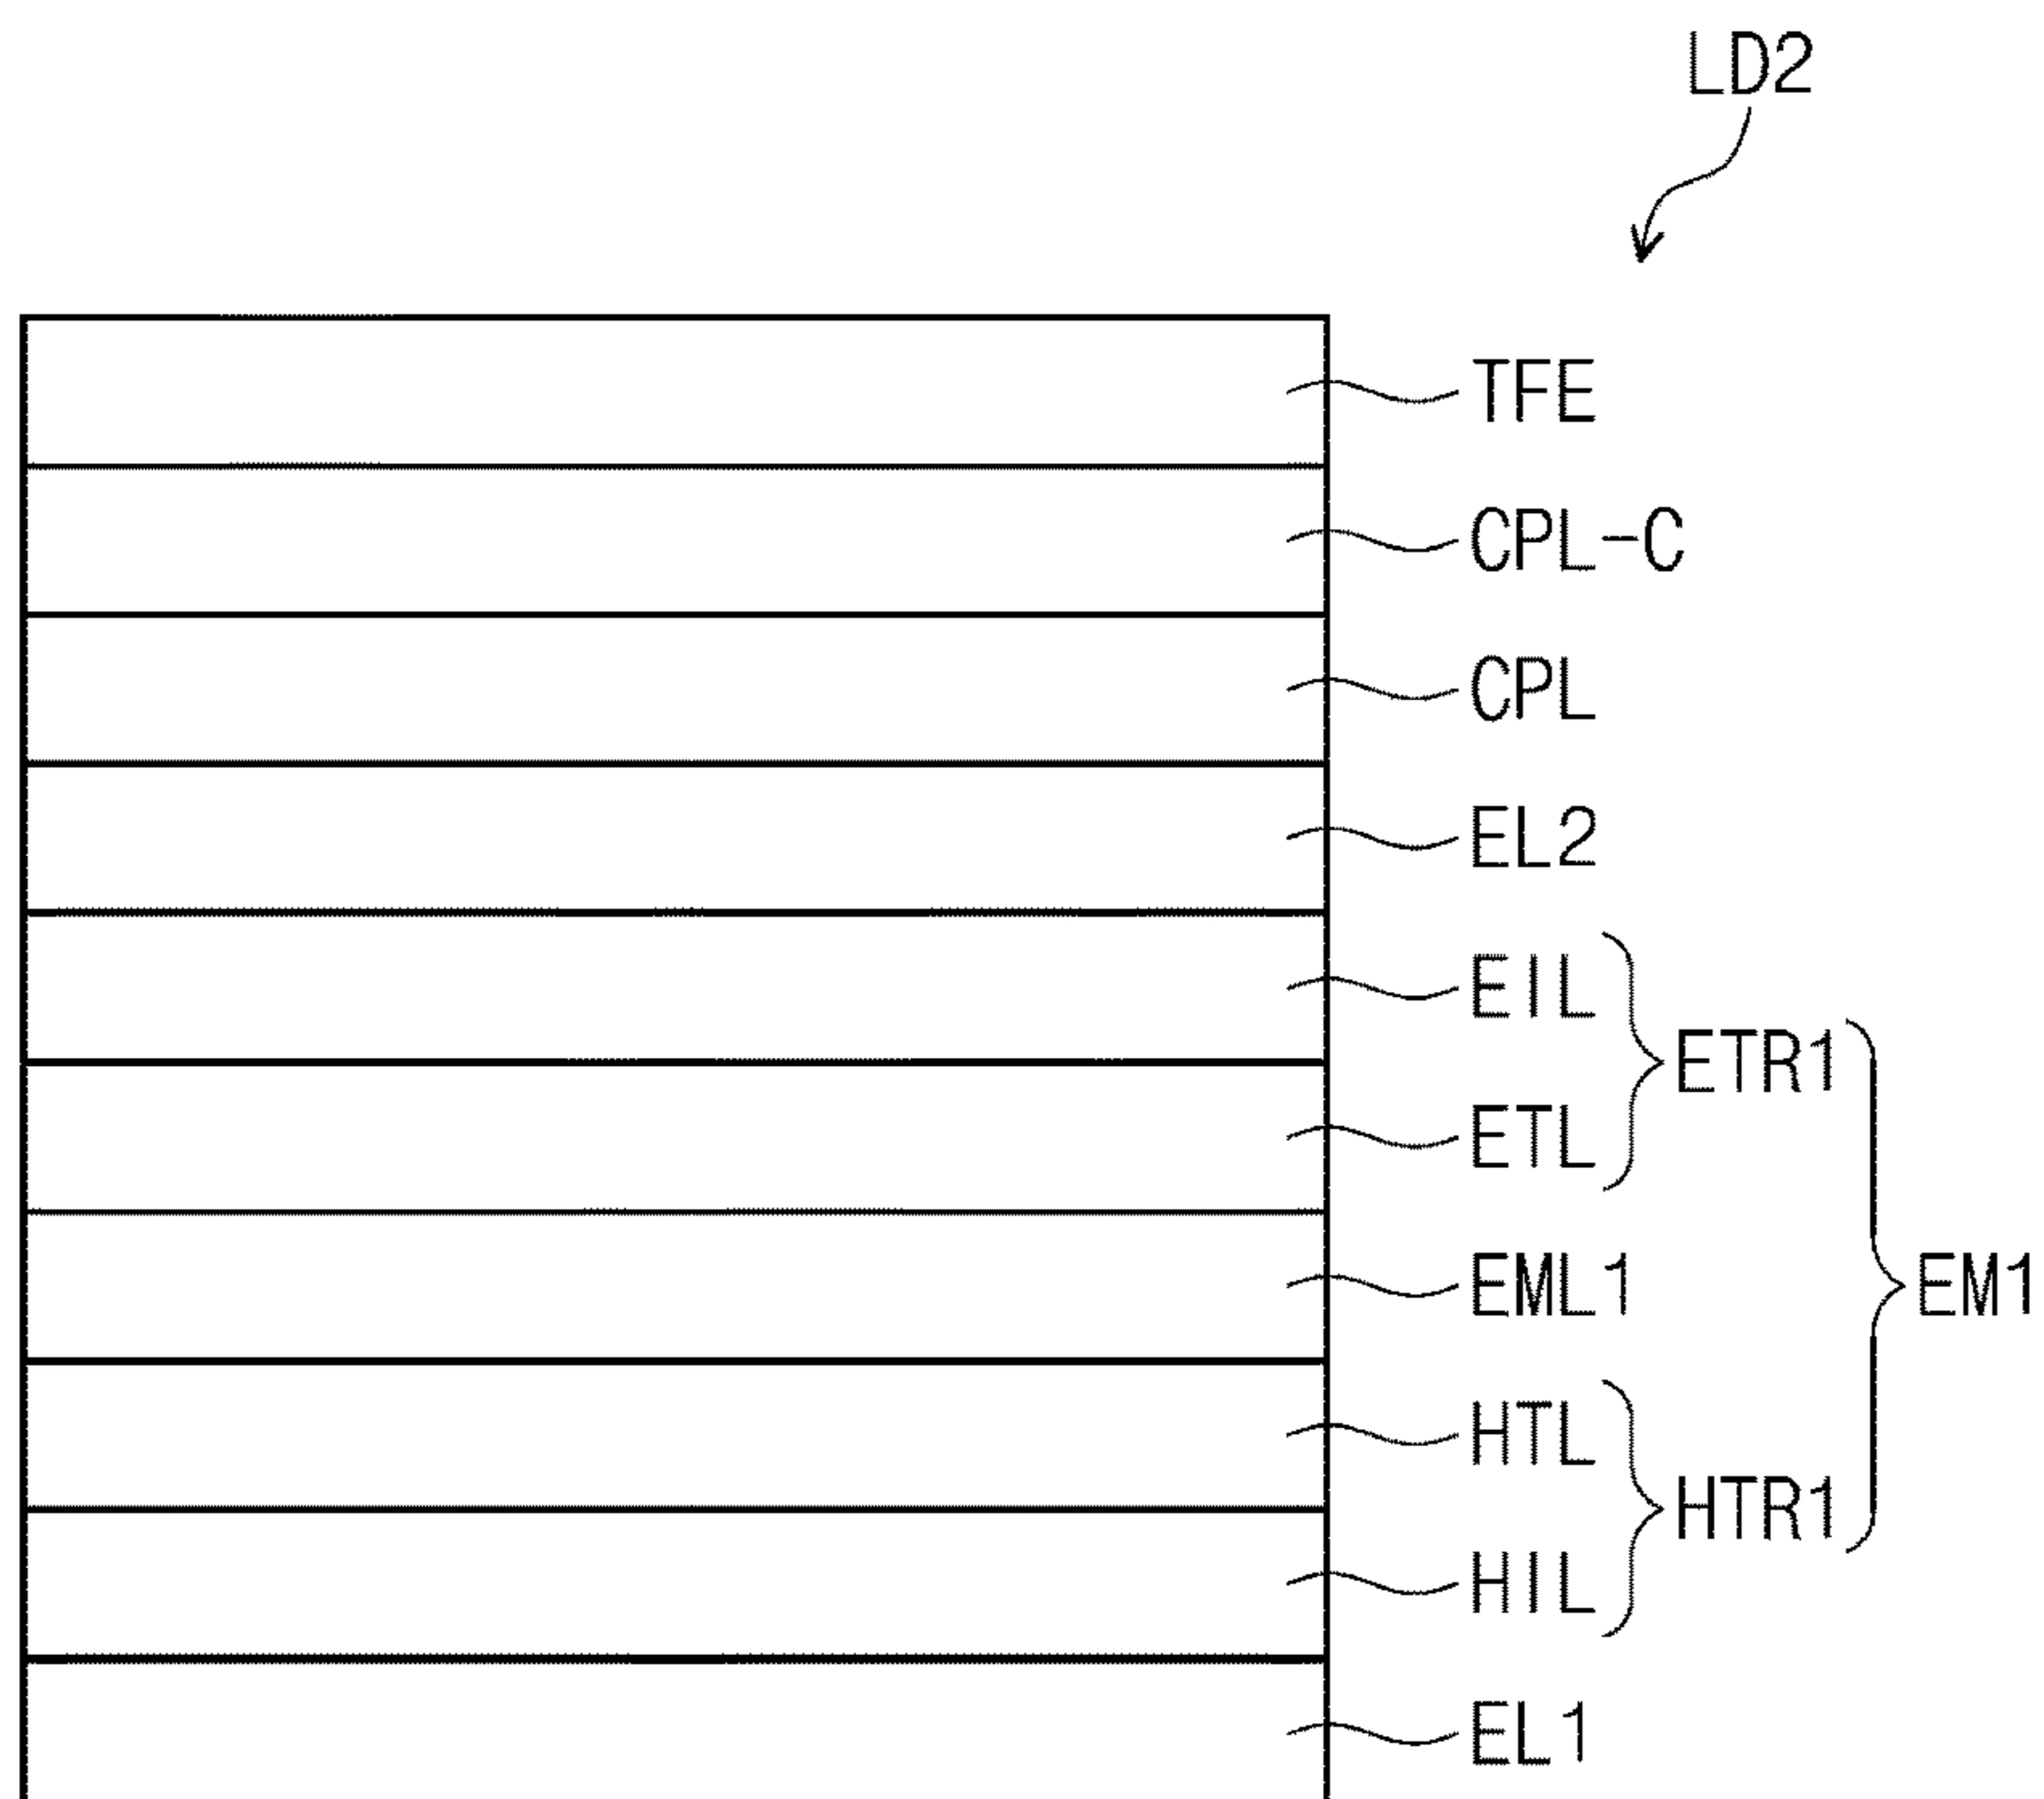 LD2
TFE
CPL-C
CPL
EL2
EIL
ETR1
ETL
EML1
EM1
HTL
HTR1
HIL
EL1